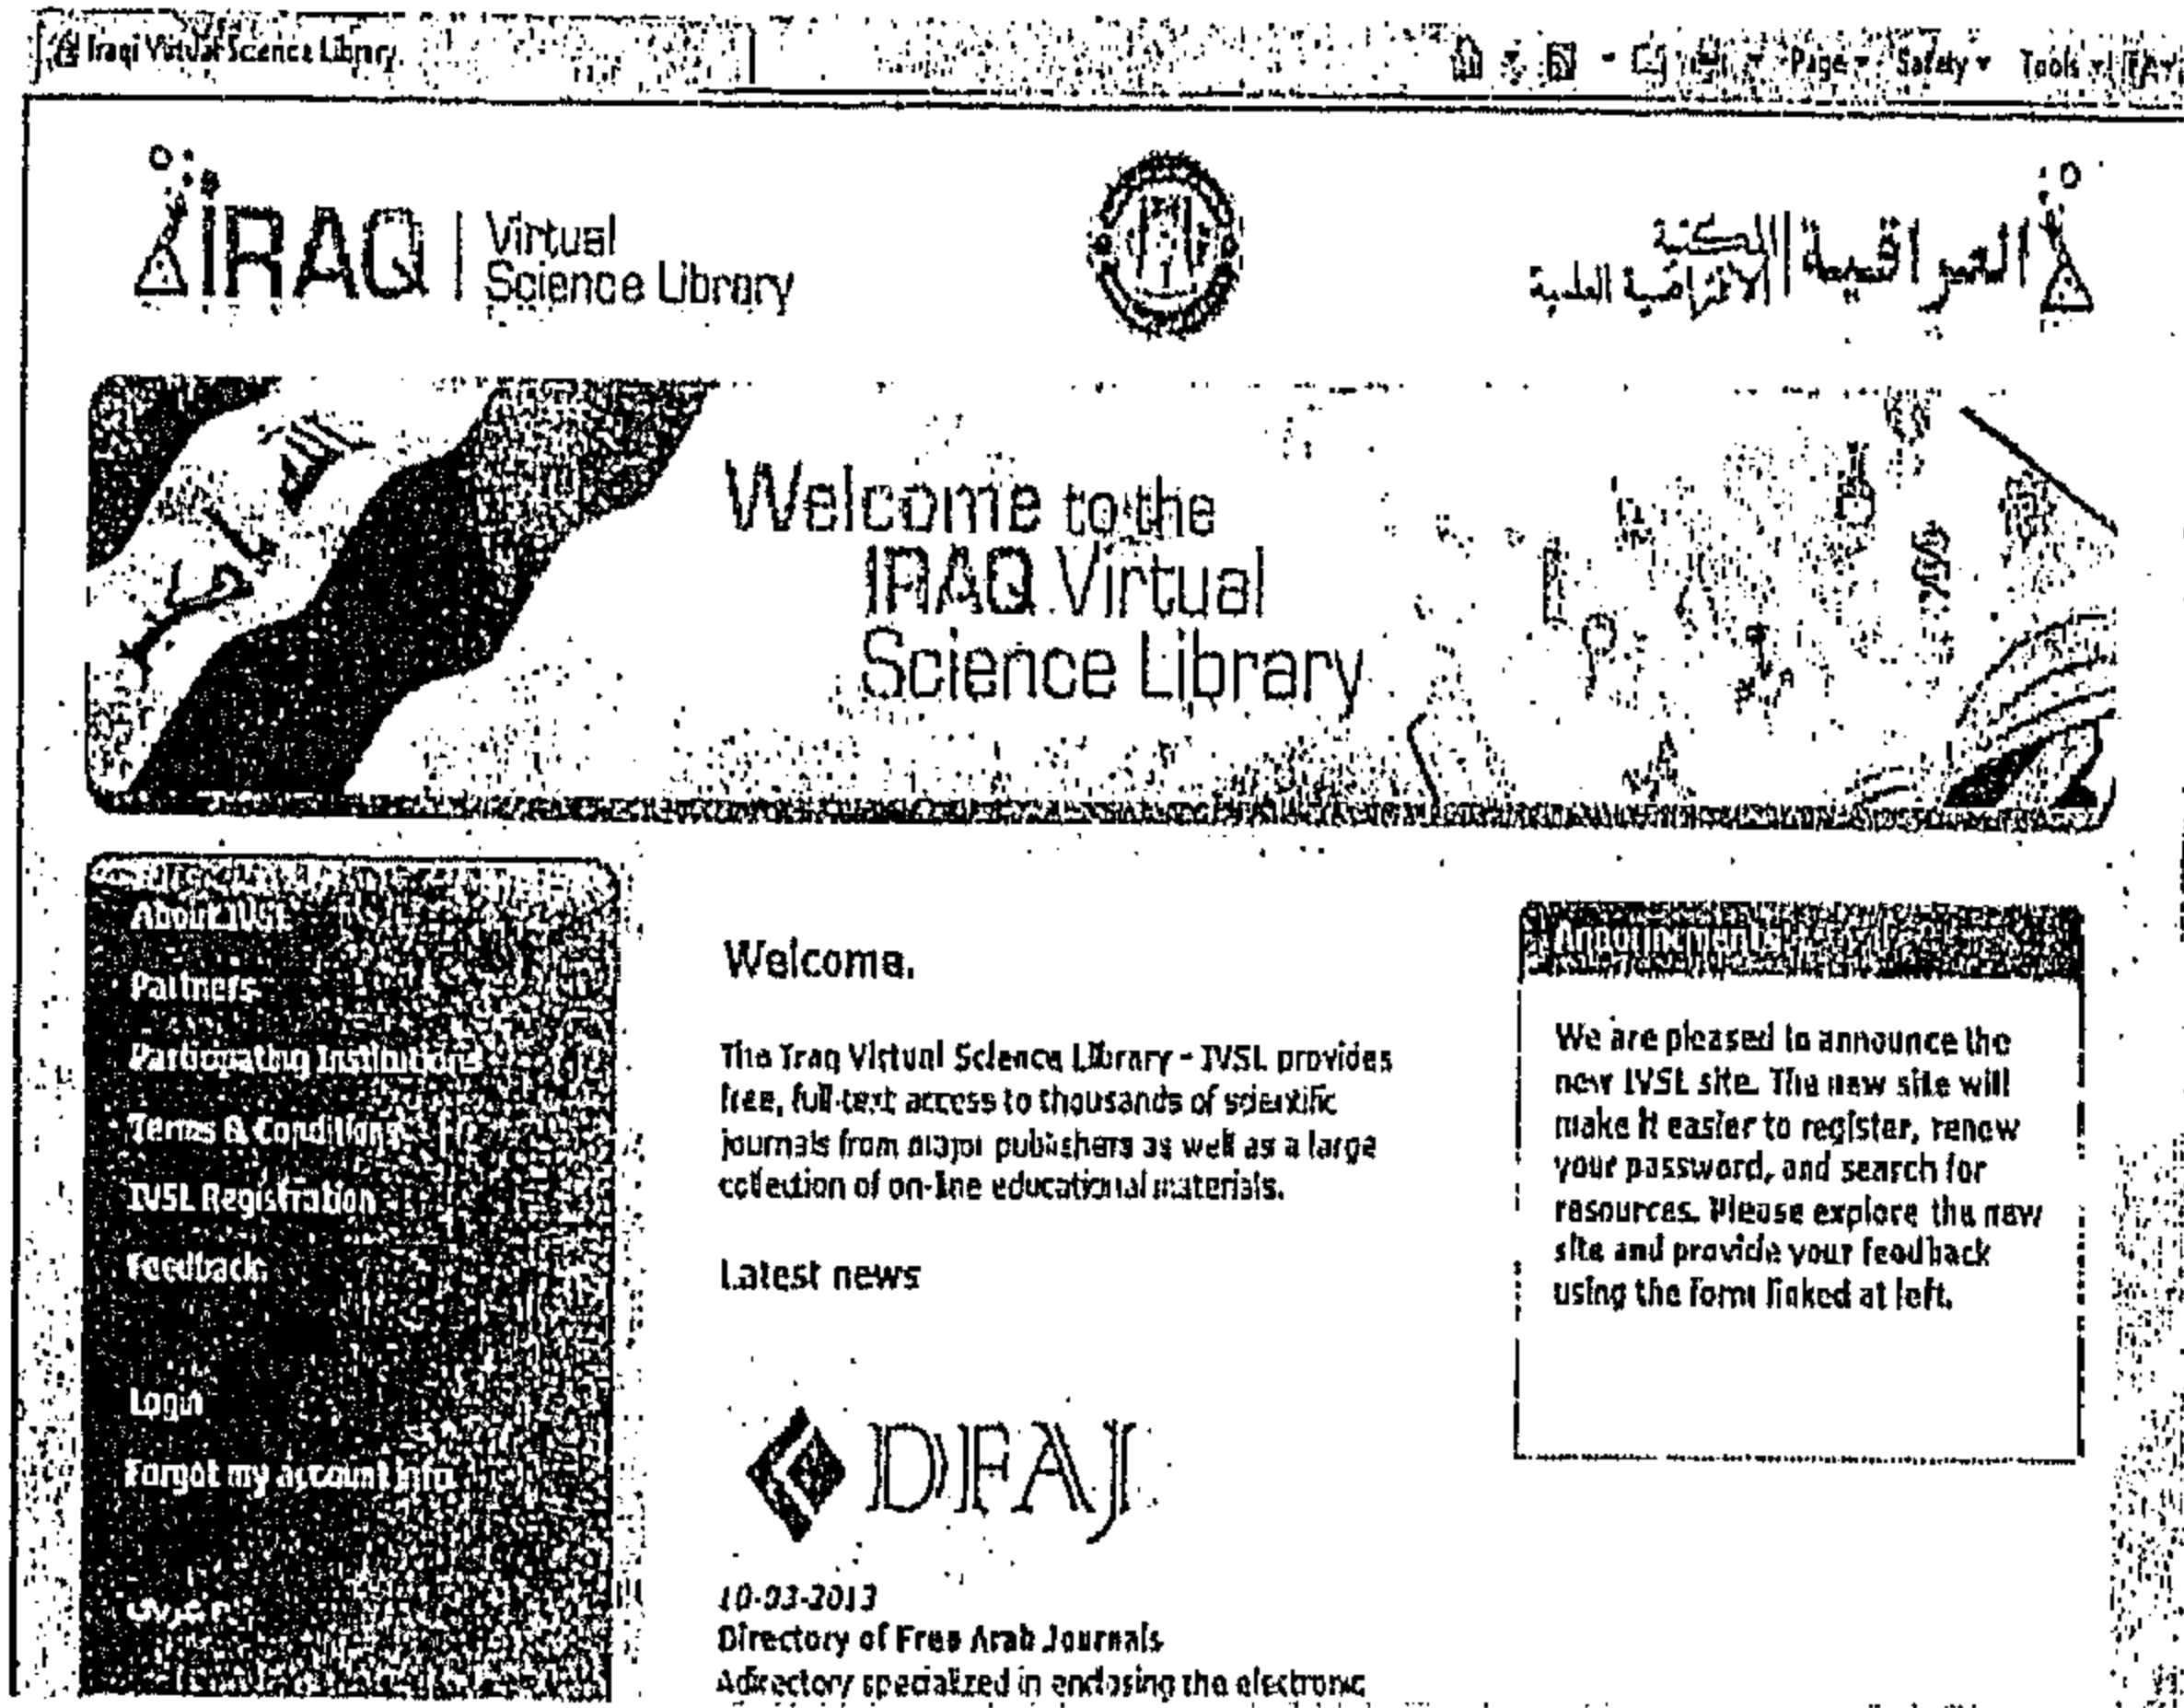 Iraqi Virtual Science Library
Page Safety Tools
IRAQ Virtual
Science Library
العراقية المكتبة
الافتراضية العلمية
Welcome to the
IRAQ Virtual
Science Library
About IVSL
Partners
Participating Institutions
Terms & Conditions
IVSL Registration
Feedback
Login
Forgot my account info
Welcome.
The Iraq Virtual Science Library - IVSL provides
free, full-text access to thousands of scientific
journals from major publishers as well as a large
collection of on-line educational materials.
Latest news
DFAJ
10-03-2013
Directory of Free Arab Journals
A directory specialized in enclosing the electronic
Announcements
We are pleased to announce the
new IVSL site. The new site will
make it easier to register, renew
your password, and search for
resources. Please explore the new
site and provide your feedback
using the form linked at left.